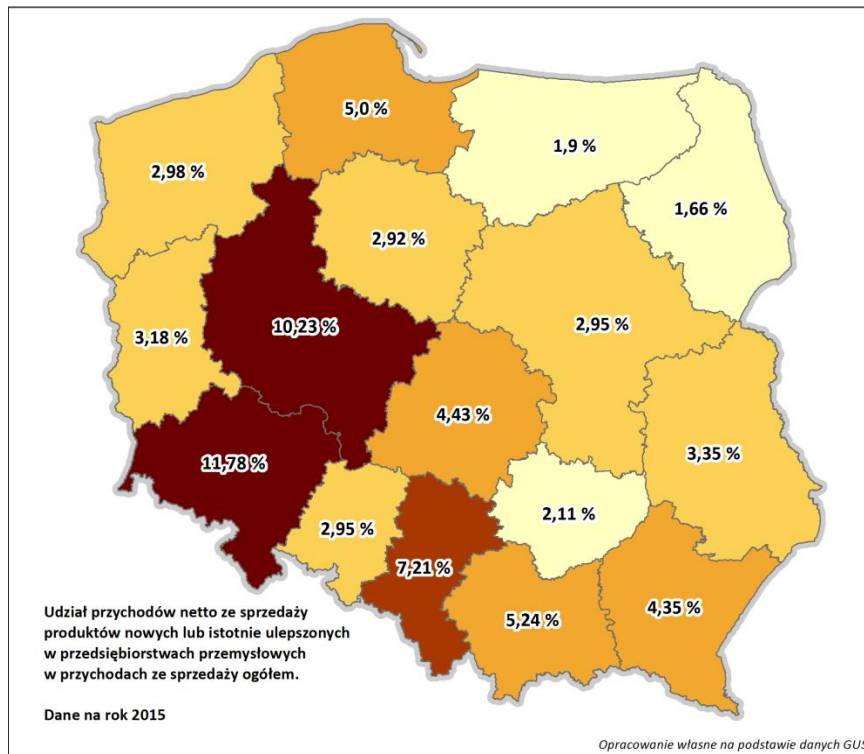 5,0 %
1,9 %
2,98 %
1,66 %
2,92 %
10,23 %
2,95 %
3,18 %
4,43 %
3,35 %
11,78 %
2,11 %
2,95 %
7,21 %
4,35 %
5,24 %
Udział przychodów netto ze sprzedaży
produktów nowych lub istotnie ulepszonych
w przedsiębiorstwach przemysłowych
w przychodach ze sprzedaży ogółem.
Dane na rok 2015
Opracowanie własne na podstawie danych GUS